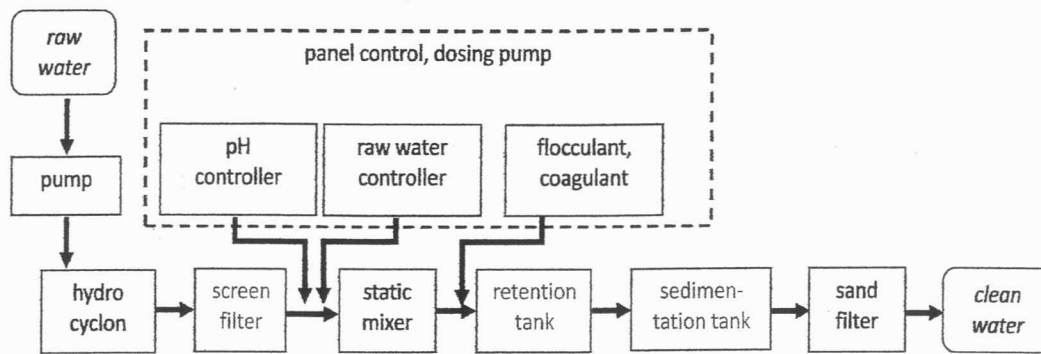 raw
water
panel control, dosing pump
pH
controller
raw water
controller
flocculant,
coagulant
pump
hydro
cyclon
screen
filter
static
mixer
retention
tank
sedimen-
tation tank
sand
filter
clean
water